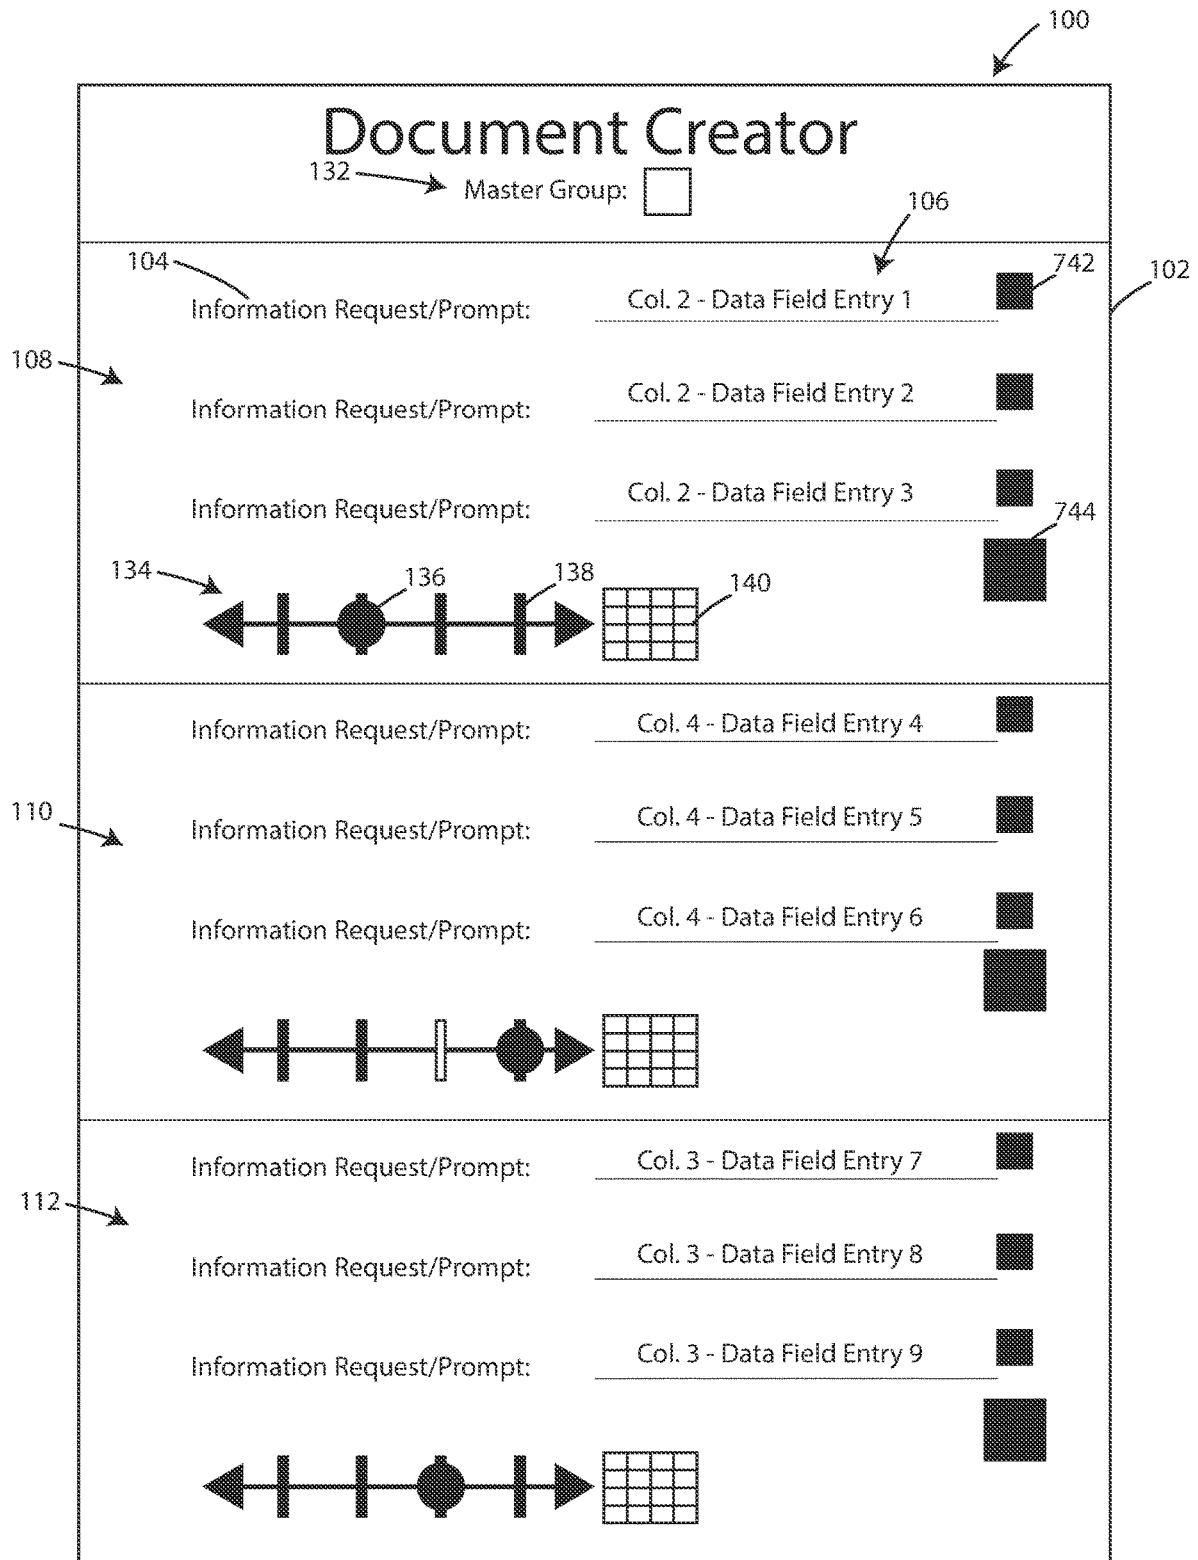 100
Document Creator
132
Master Group:
106
104
742
102
Information Request/Prompt:
Col. 2 - Data Field Entry 1
108
Information Request/Prompt:
Col. 2 - Data Field Entry 2
Information Request/Prompt:
Col. 2 - Data Field Entry 3
744
134
136
138
140
Information Request/Prompt:
Col. 4 - Data Field Entry 4
110
Information Request/Prompt:
Col. 4 - Data Field Entry 5
Information Request/Prompt:
Col. 4 - Data Field Entry 6
Information Request/Prompt:
Col. 3 - Data Field Entry 7
112
Information Request/Prompt:
Col. 3 - Data Field Entry 8
Information Request/Prompt:
Col. 3 - Data Field Entry 9